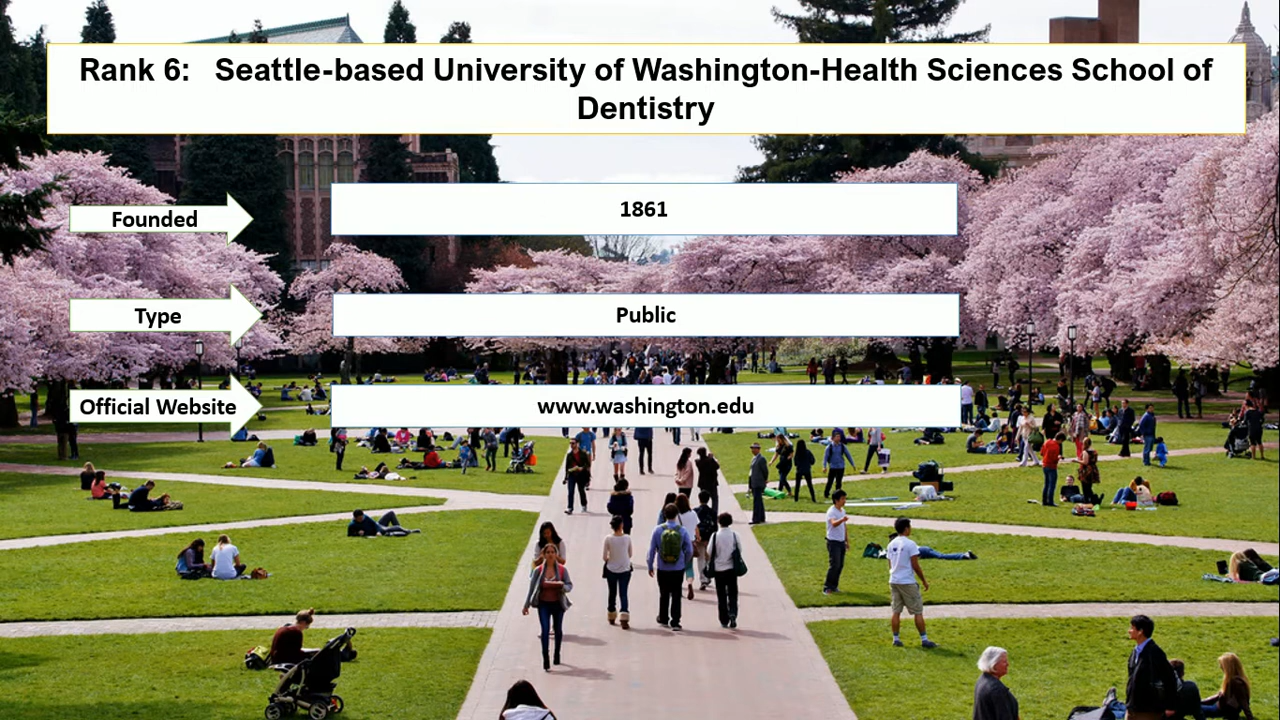 Rank 6: Seattle-based University of Washington-Health Sciences School of
Dentistry
Founded
1861
Type
Public
Official Website
www.washington.edu